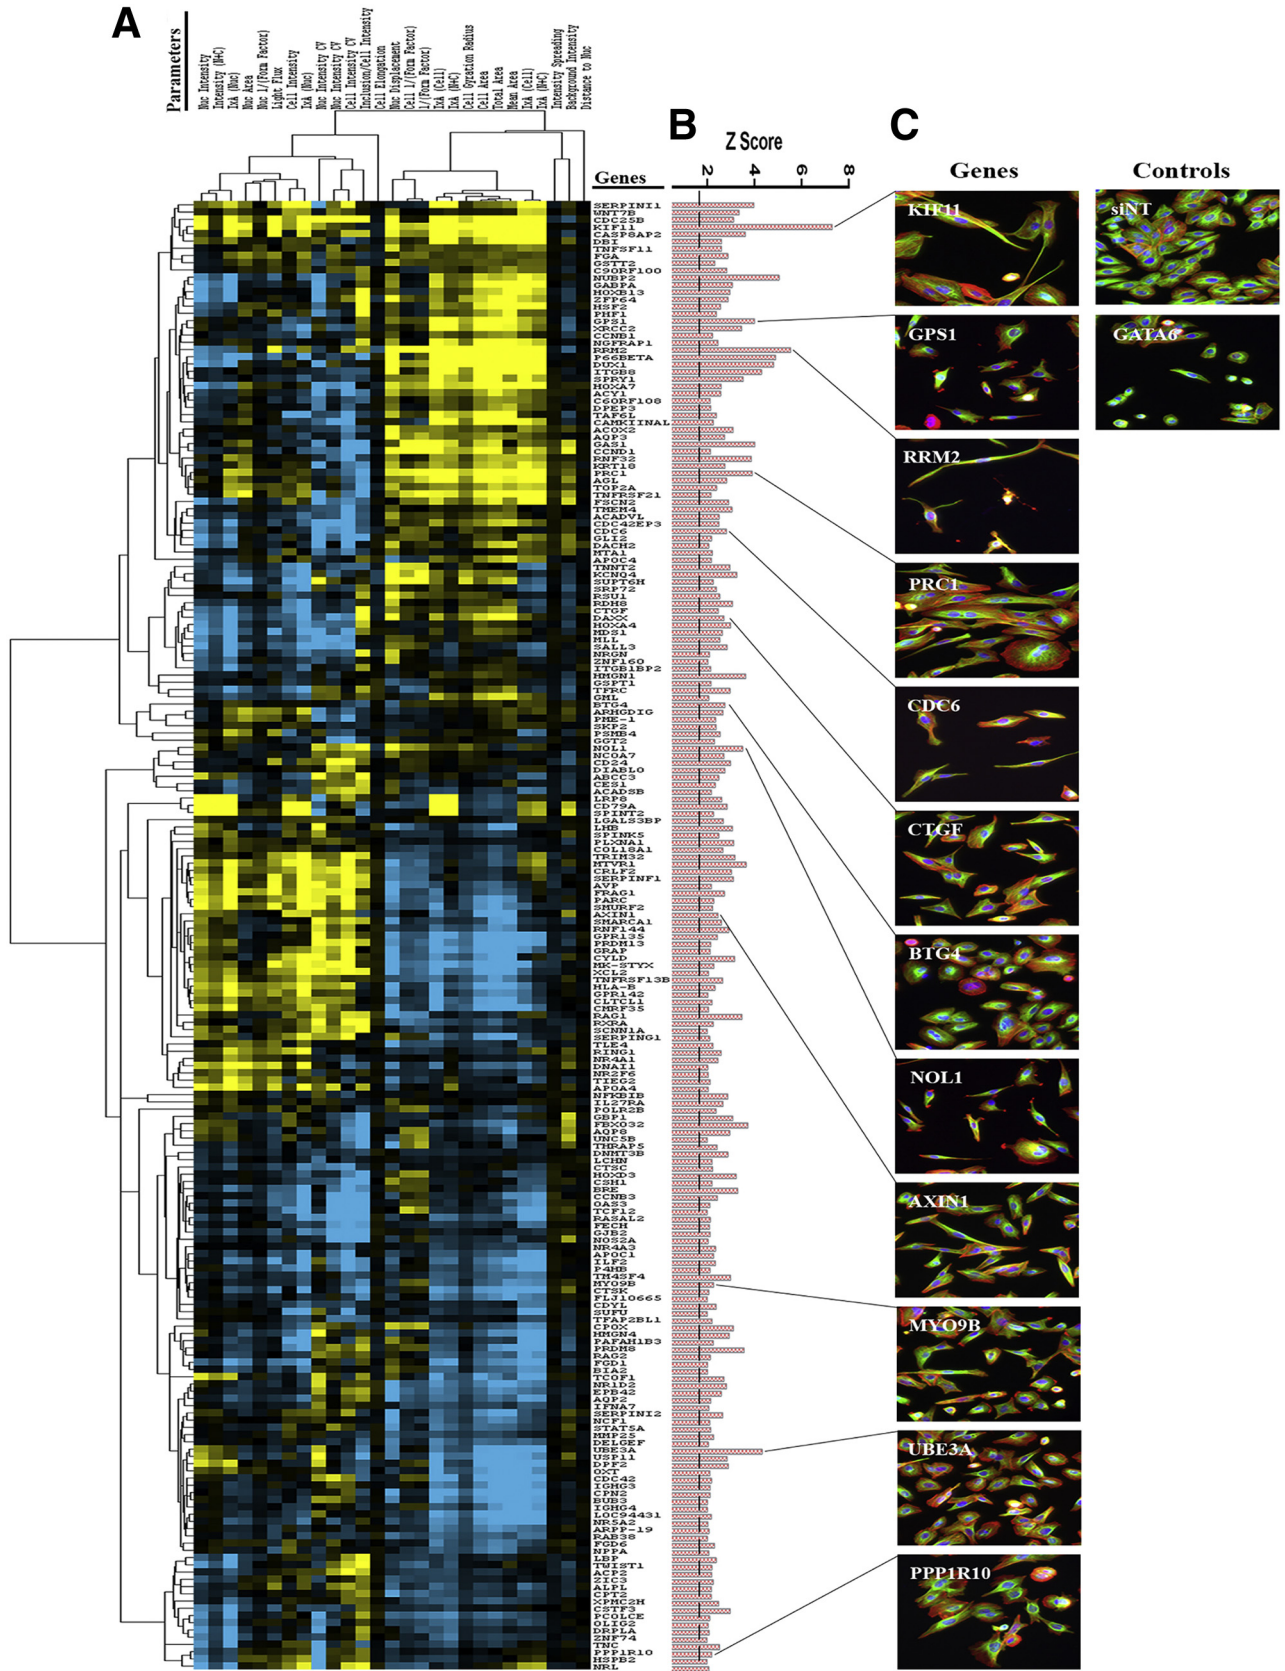 A
Parameters
Nuc Intensity
Intensity (N+C)
IxA (Nuc)
Nuc Area
Nuc 1/(Form Factor)
Light Flux
Cell Intensity
IxA (Nuc)
Nuc Intensity CV
Nuc Intensity CV
Cell Intensity CV
Inclusion/Cell Intensity
Cell Elongation
Nuc Displacement
Cell 1/(Form Factor)
1/(Form Factor)
IxA (Cell)
IxA (N+C)
Cell Gyration Radius
Cell Area
Total Area
Mean Area
IxA (Cell)
IxA (N+C)
Intensity Spreading
Background Intensity
Distance to Nuc
Genes
SERPINI1
WNT7B
CDC25B
KIF11
CASP8AP2
DBI
TNFSF11
FGA
GSTT2
C9ORF100
NUBP2
GABPA
HOXB13
ZFP64
HSF2
PHF1
GPS1
XRCC2
CCNB1
NGFRAP1
RRM2
P66BETA
DUX1
ITGB8
SPRY1
HOXA7
ACY1
C6ORF108
DPEP3
TAF6L
CAMKIINAL
ACOX2
AQP3
GAS1
CCND1
RNF32
KRT18
PRC1
AGL
TOP2A
TNFRSF21
FSCN2
TMEM4
ACADVL
CDC42EP3
CDC6
GLI2
DACH2
MTA1
APOC4
TNNT2
KCNQ4
SUPT6H
SRP72
RSU1
RDH8
CTGF
DAXX
HOXA4
MDS1
MLL
SALL3
NRGN
ZNF160
ITGB1BP2
HMGN1
GSPT1
TFRC
GML
BTG4
ARHGDIG
PME-1
SKP2
PSMB4
GGT2
NOL1
NCOA7
CD24
DIABLO
ABCC3
CES1
ACADSB
LRP8
CD79A
SPINT2
LGALS3BP
LHB
SPINK5
PLXNA1
COL18A1
TRIM32
MTVR1
CRLF2
SERPINF1
AVP
FRAG1
PARC
SMURF2
AXIN1
SMARCA1
RNF144
GPR135
PRDM13
GRAP
CYLD
MK-STYX
XCL2
TNFRSF13B
HLA-B
GPR142
CLTCL1
CMRF35
RAG1
RXRA
SCNN1A
SERPING1
TLE4
RING1
NR4A1
DNAI1
NR2F6
TIEG2
APOA4
NFKBIB
IL27RA
POLR2B
GBP1
FBXO32
AQP8
UNC5B
THRAP5
DNMT3B
LCHN
CTSC
HOXD3
CSH1
BRE
CCNB3
OAS3
TCF12
RASAL2
FECH
GJB2
NOS2A
NR4A3
APOC1
ILF2
P4HB
TM4SF4
MYO9B
CTSK
FLJ10665
CDYL
SUFU
TFAP2BL1
CPOX
HMGN4
PAFAH1B3
PRDM8
RAG2
FGD1
BIA2
TCOF1
NR1D2
EPB42
AQP2
IFNA7
SERPINI2
NCF1
STAT5A
MMP25
DELGEF
UBE3A
USP11
DPF2
OXT
CDC42
IGHG3
CPN2
BUB3
IGHG4
LOC94431
NR5A2
ARPP-19
RAB38
FGD6
NPPA
LBP
TWIST1
ACP2
ZIC3
ALPL
CPT2
XPMC2H
CSTF3
PCOLCE
OLIG2
DRPLA
ZNF74
TNC
PPP1R10
HSPB2
NRL
B
Z Score
2 4 6 8
C
Genes Controls
KIF11 siNT
GPS1 GATA6
RRM2
PRC1
CDC6
CTGF
BTG4
NOL1
AXIN1
MYO9B
UBE3A
PPP1R10